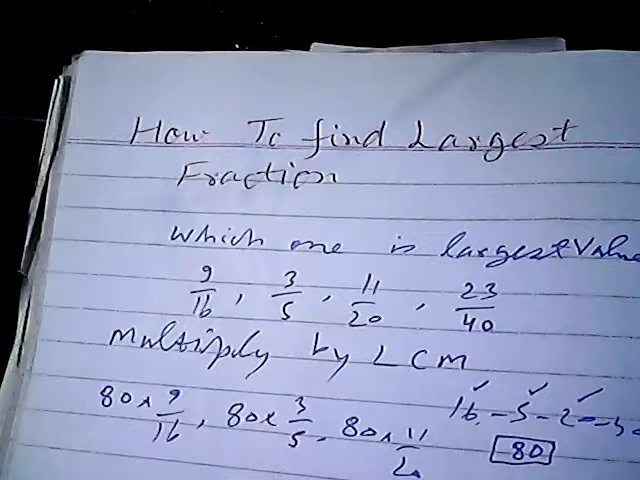 How To find Largest
Fraction
which one is largest Value
9/16, 3/5, 11/20, 23/40
Multiply by LCM
16 - 5 - 20 -
80 x 9/16, 80 x 3/5, 80 x 11/20
80